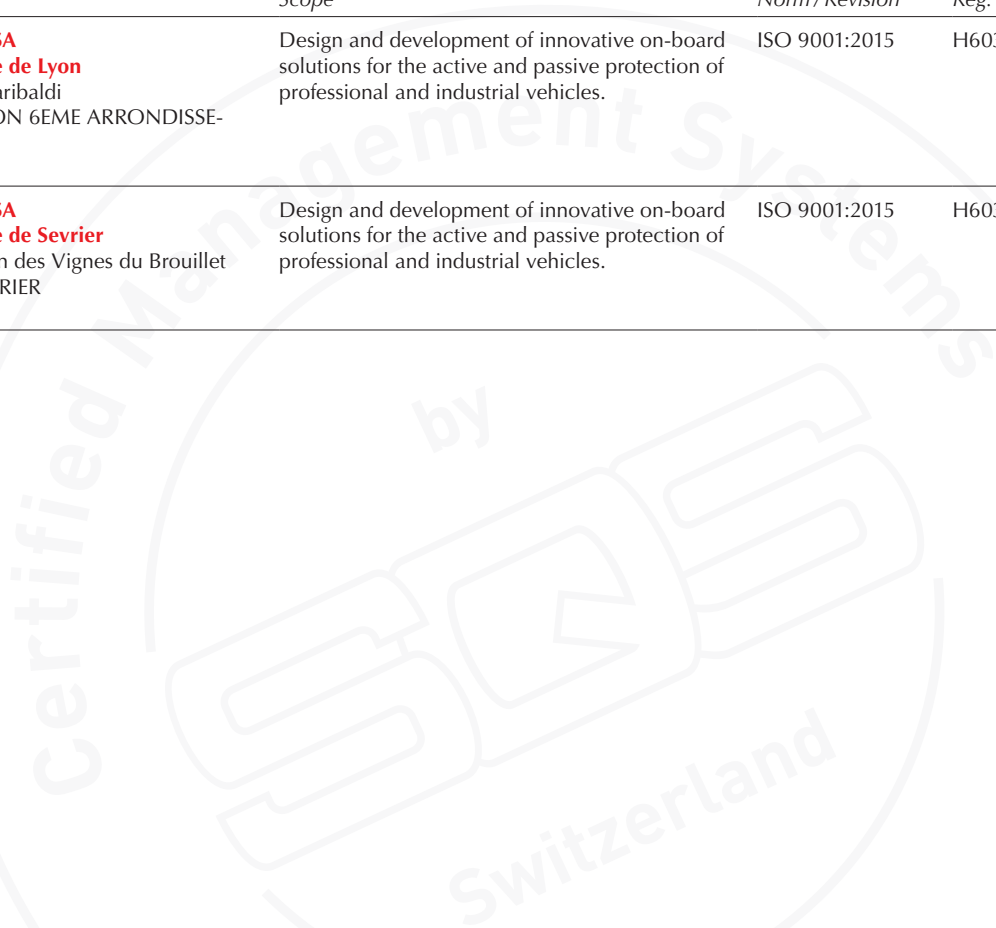 Scope Norm / Revision Reg.
SA Design and development of innovative on-board ISO 9001:2015 H603
e de Lyon solutions for the active and passive protection of
aribaldi professional and industrial vehicles.
ON 6EME ARRONDISSE-
SA Design and development of innovative on-board ISO 9001:2015 H603
e de Sevrier solutions for the active and passive protection of
n des Vignes du Brouillet professional and industrial vehicles.
RIER
Certified Management Systems
by
SQS
Switzerland